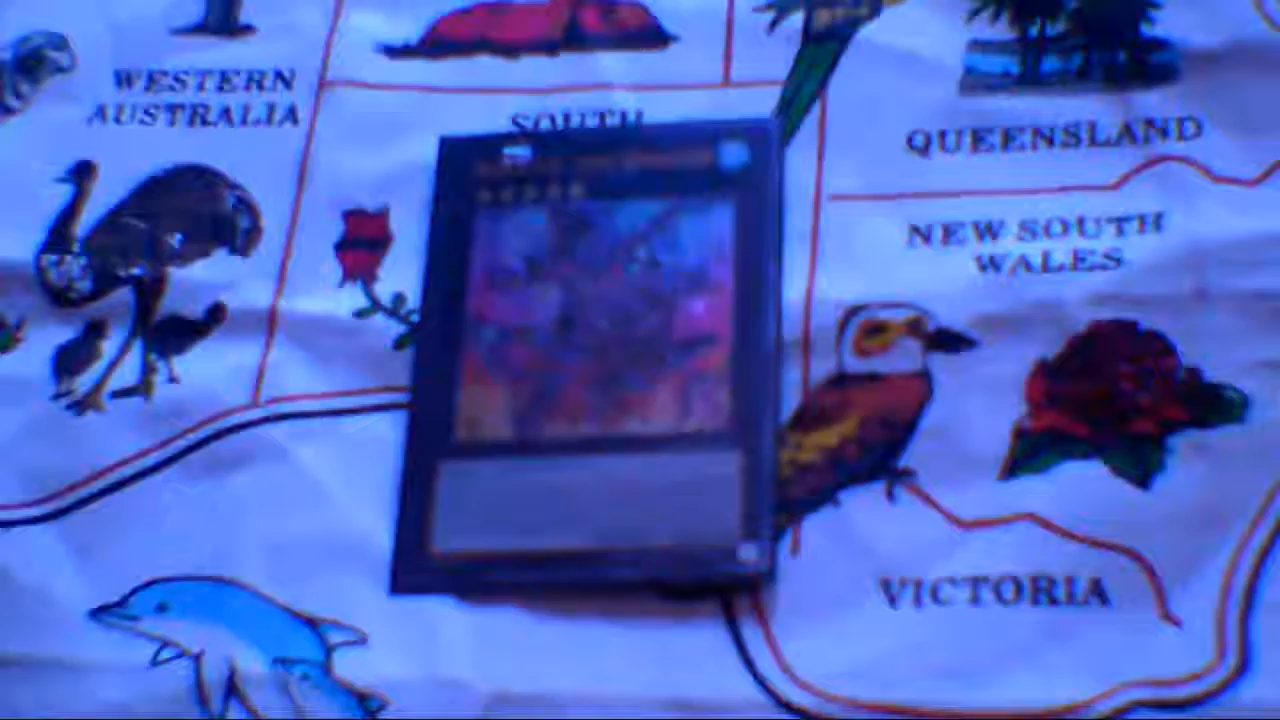 WESTERN
AUSTRALIA
SOUTH
QUEENSLAND
NEW SOUTH
WALES
VICTORIA